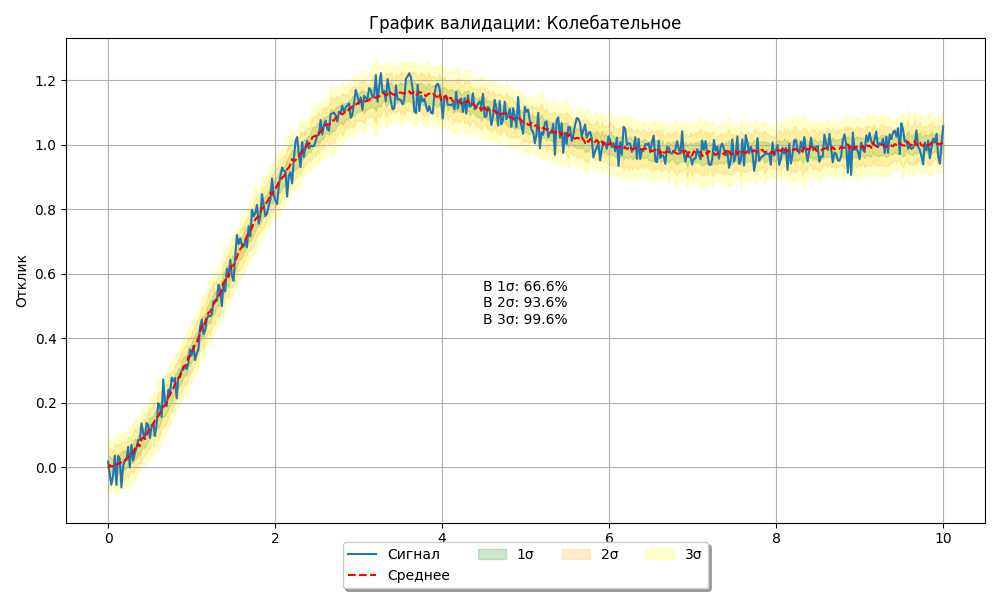 График валидации: Колебательное
Отклик
1.2
1.0
0.8
0.6
0.4
0.2
0.0
В 1σ: 66.6%
В 2σ: 93.6%
В 3σ: 99.6%
0 2 4 6 8 10
Сигнал 1σ 2σ 3σ
Среднее